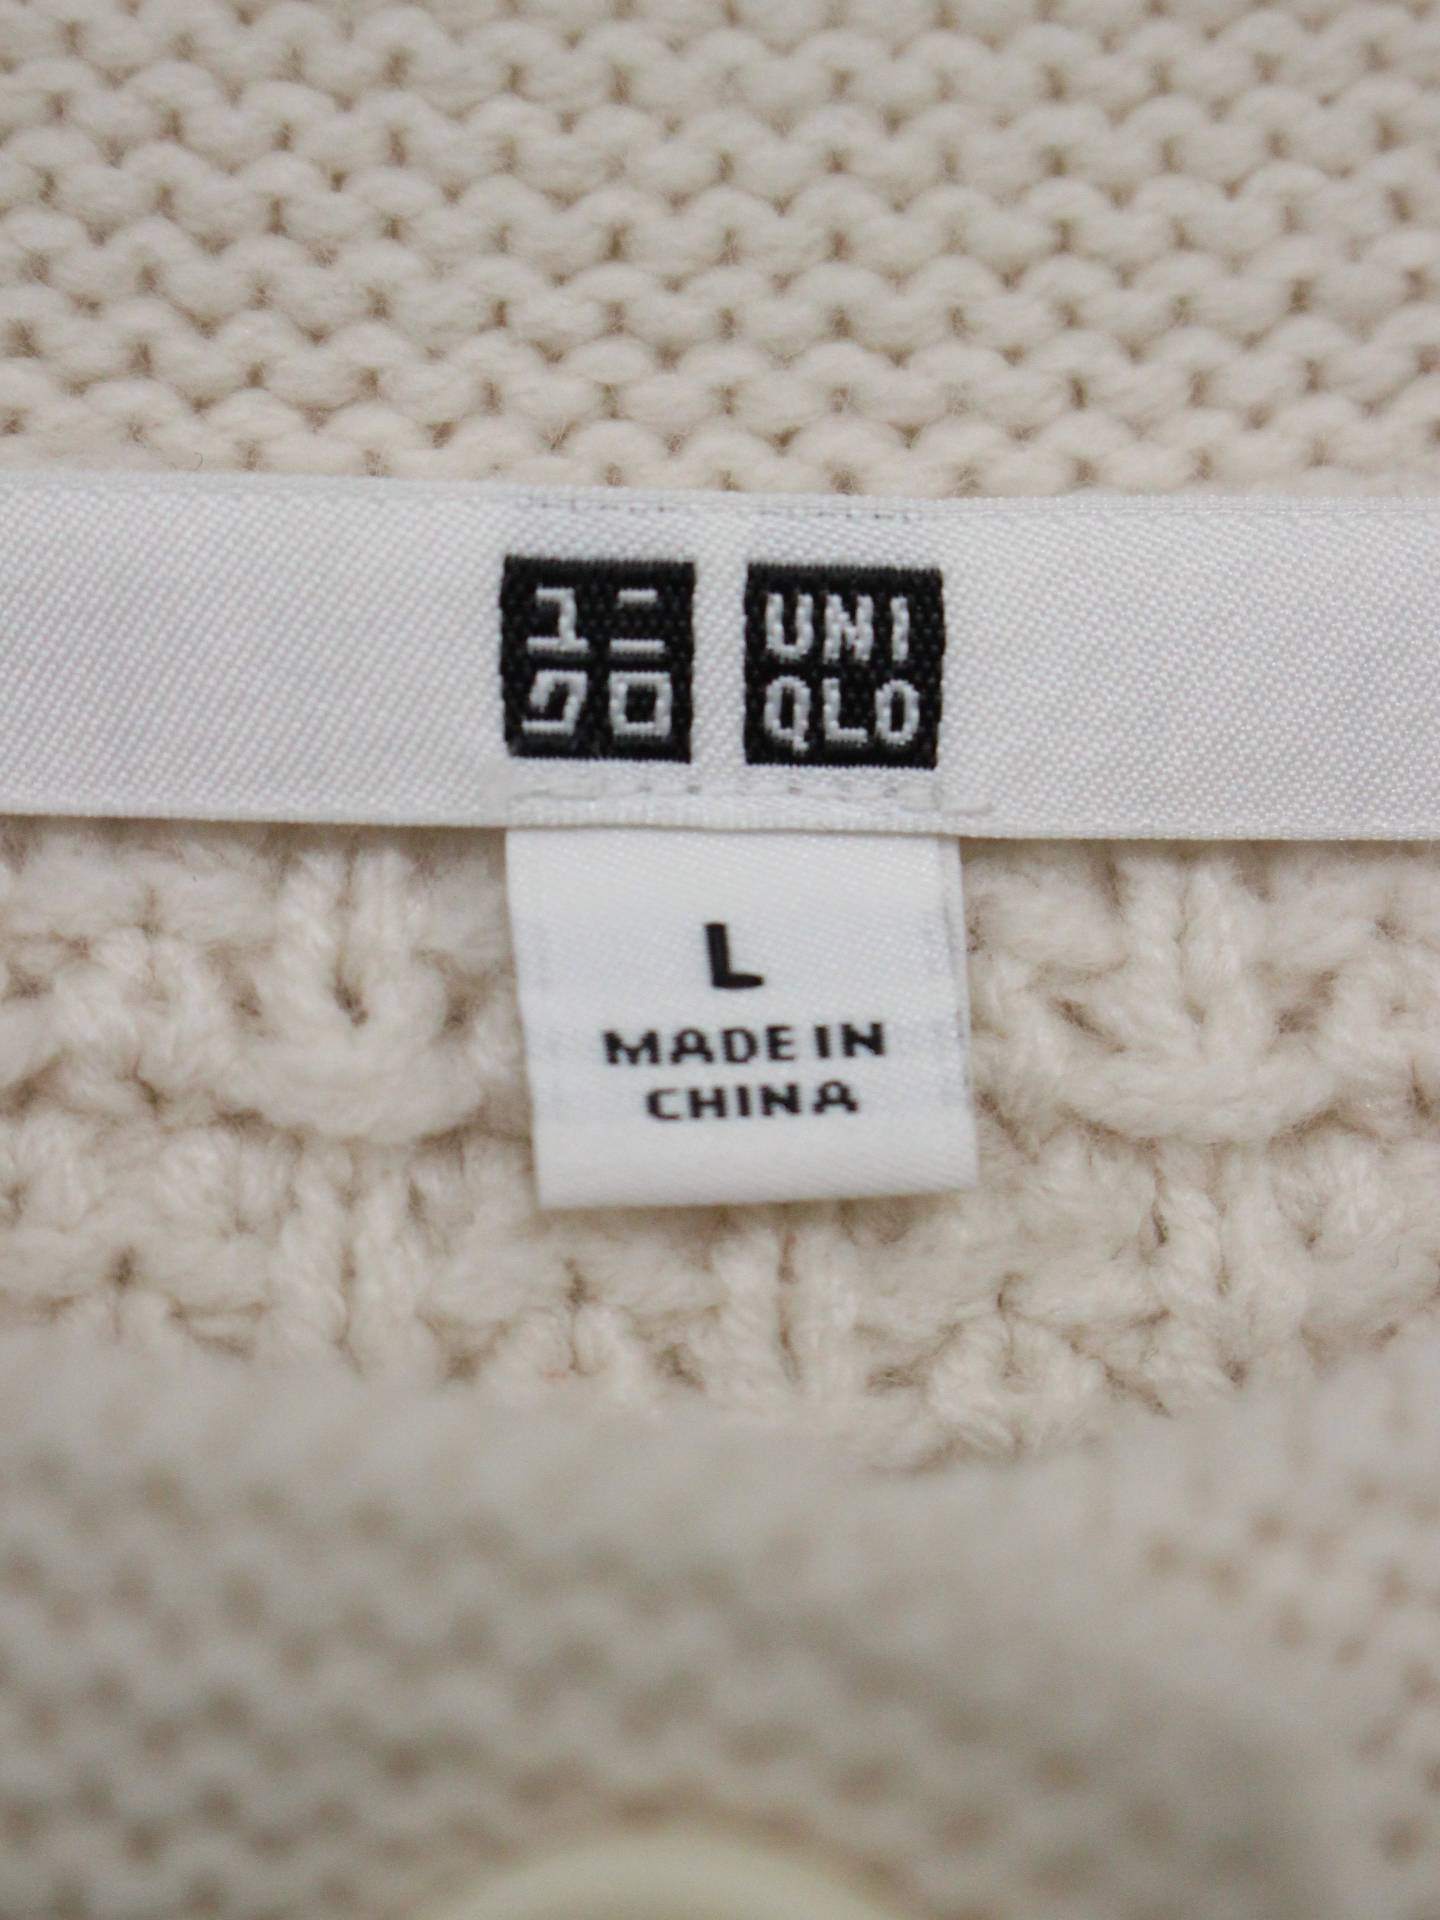 ユニ
クロ
UNI
QLO
L
MADE IN
CHINA